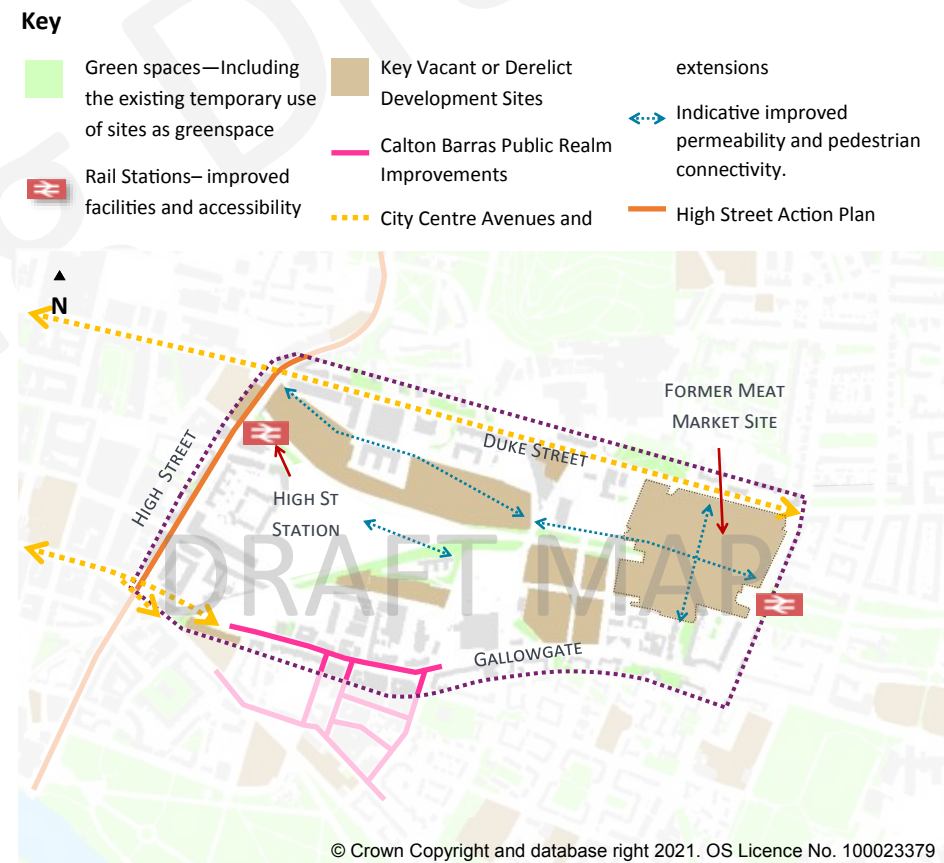 Key
Green spaces—Including
the existing temporary use
of sites as greenspace
Rail Stations– improved
facilities and accessibility
Key Vacant or Derelict
Development Sites
Calton Barras Public Realm
Improvements
City Centre Avenues and
extensions
Indicative improved
permeability and pedestrian
connectivity.
High Street Action Plan
N
FORMER MEAT
MARKET SITE
DUKE STREET
HIGH STREET
HIGH ST
STATION
DRAFT MAP
GALLOWGATE
© Crown Copyright and database right 2021. OS Licence No. 100023379